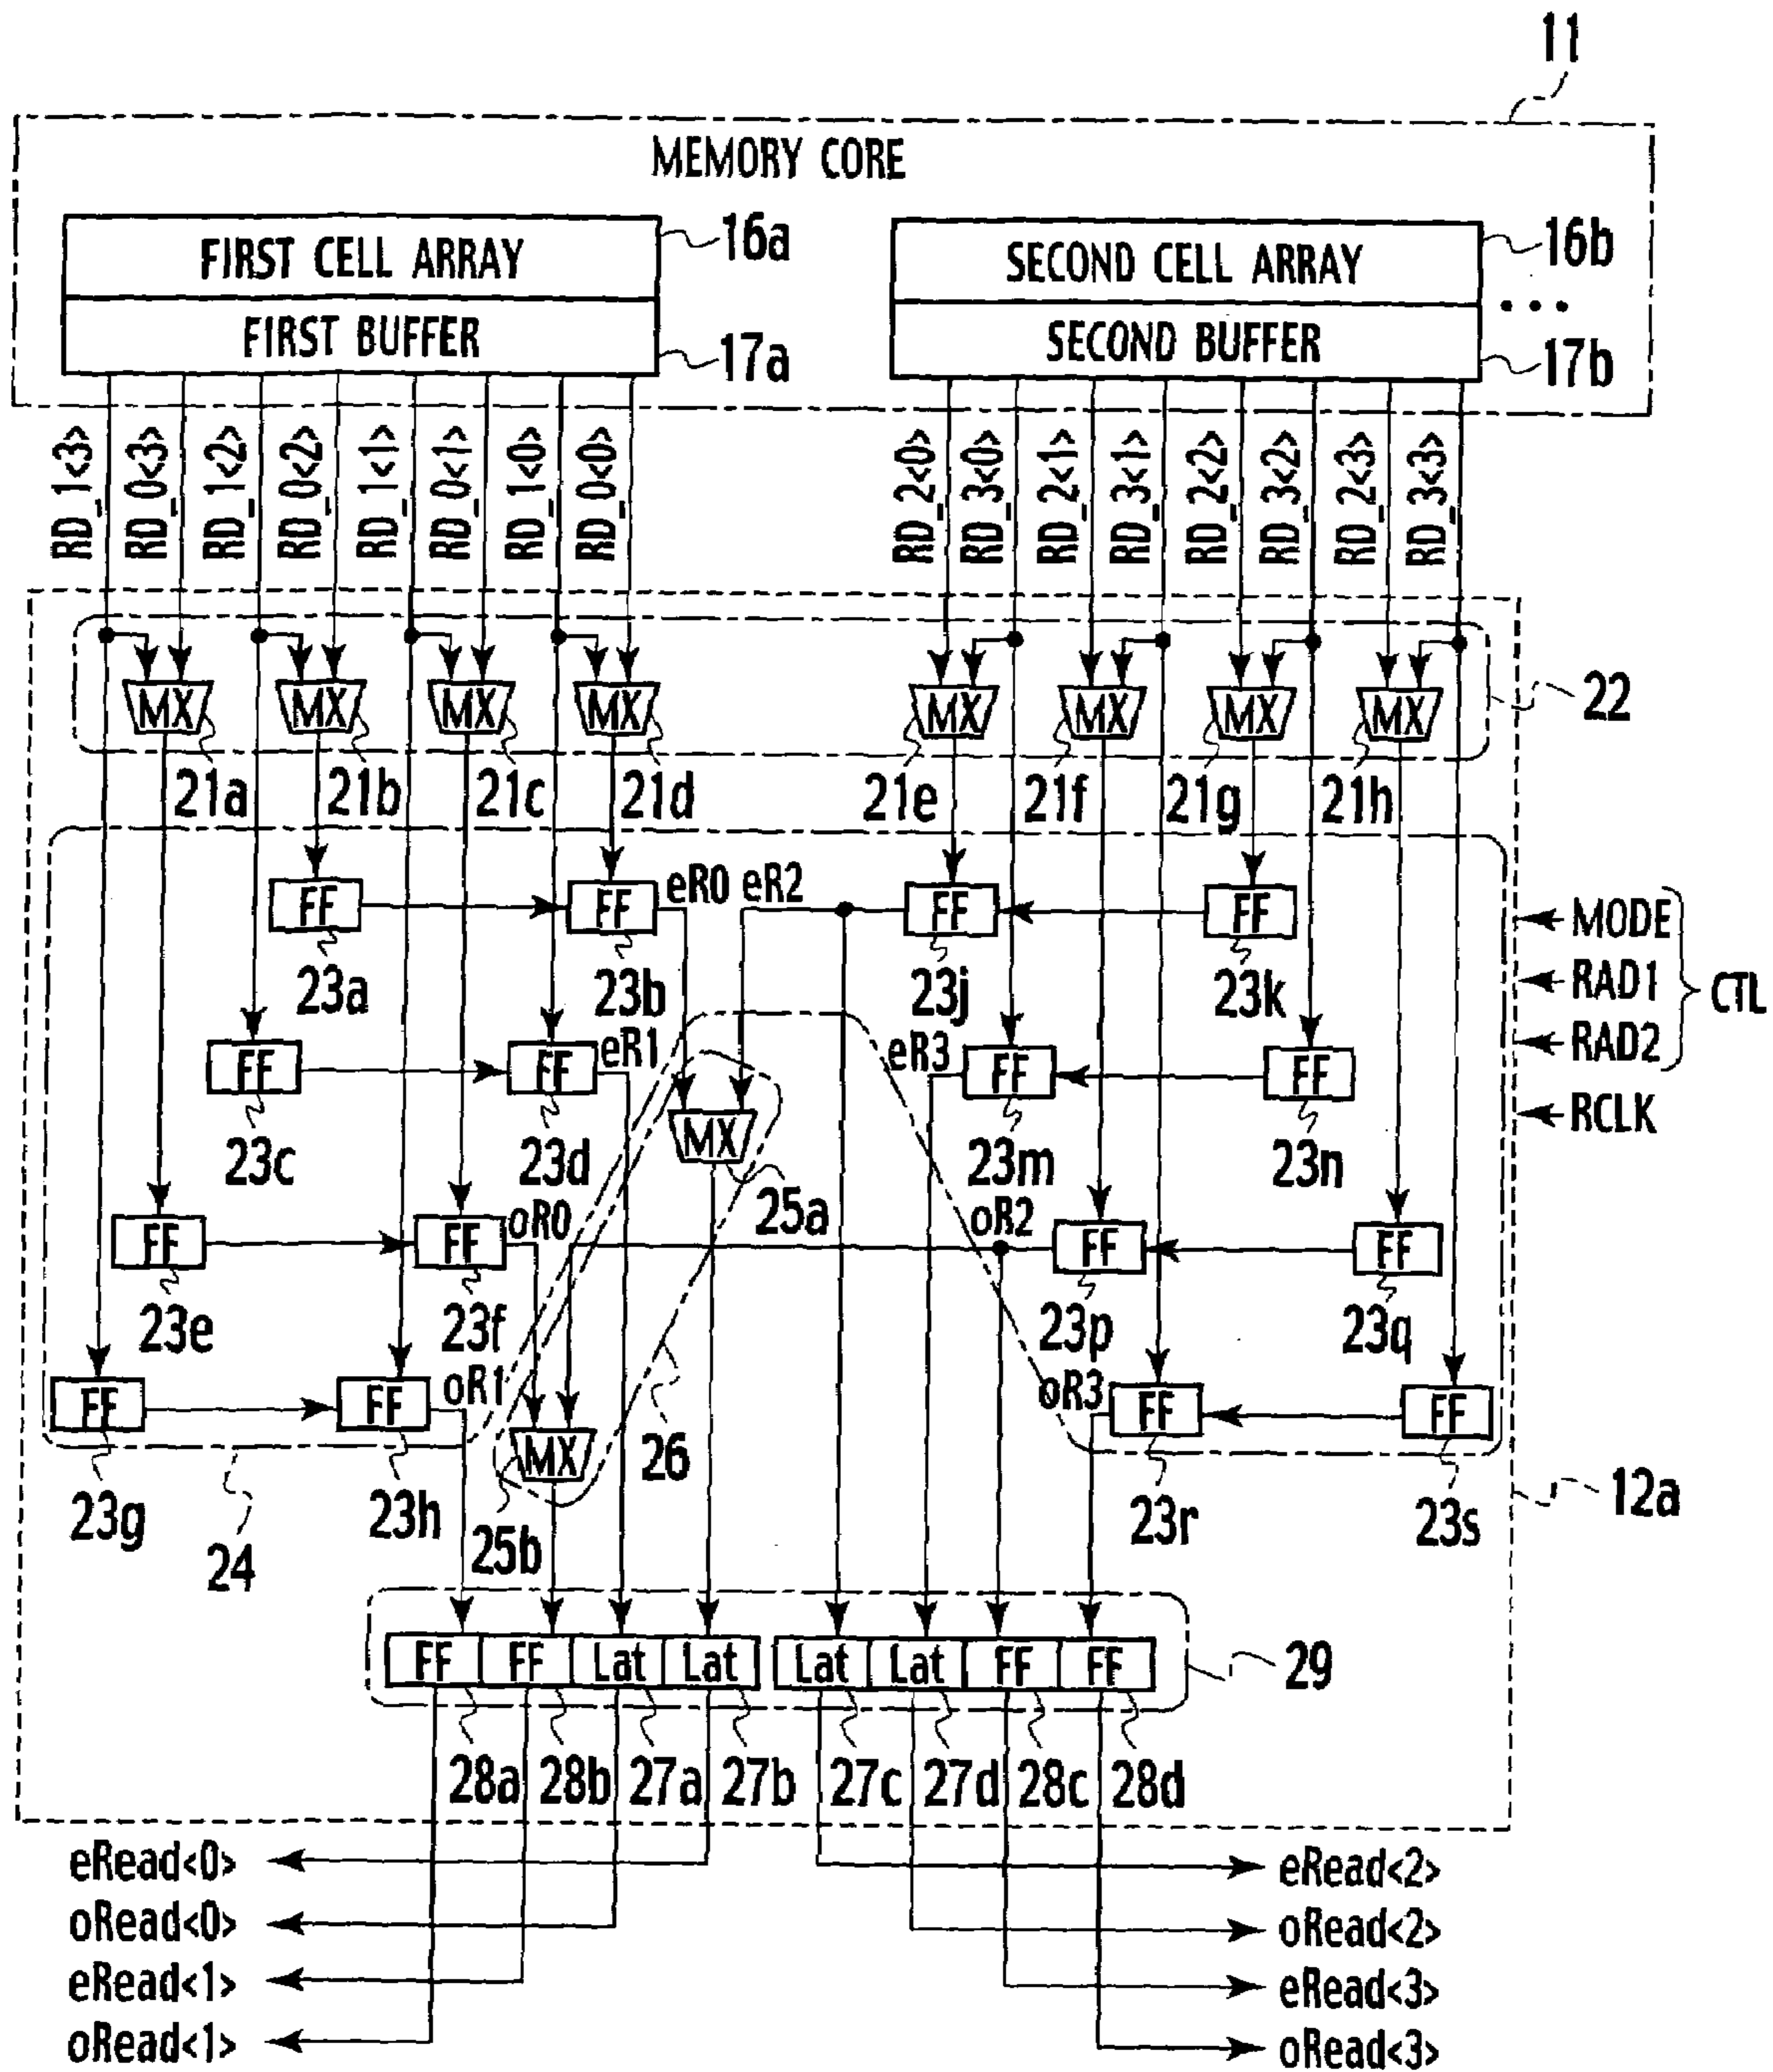 11
MEMORY CORE
FIRST CELL ARRAY
16a
SECOND CELL ARRAY
16b
FIRST BUFFER
17a
SECOND BUFFER
17b
...
RD_1<3>
RD_0<3>
RD_1<2>
RD_0<2>
RD_1<1>
RD_0<1>
RD_1<0>
RD_0<0>
RD_2<0>
RD_3<0>
RD_2<1>
RD_3<1>
RD_2<2>
RD_3<2>
RD_2<3>
RD_3<3>
MX MX MX MX MX MX MX MX
22
21a 21b 21c 21d 21e 21f 21g 21h
FF FF eR0 eR2 FF FF
MODE
23a 23b 23j 23k
RAD1
CTL
FF FF eR1 eR3 FF FF
RAD2
MX
RCLK
23c 23d 23m 23n
25a
FF FF oR0 oR2 FF FF
23e 23f 23p 23q
FF FF oR1 oR3 FF FF
MX
26
23g 23h 23r 23s
12a
24
25b
FF FF Lat Lat Lat Lat FF FF
29
28a 28b 27a 27b 27c 27d 28c 28d
eRead<0>
eRead<2>
oRead<0>
oRead<2>
eRead<1>
eRead<3>
oRead<1>
oRead<3>